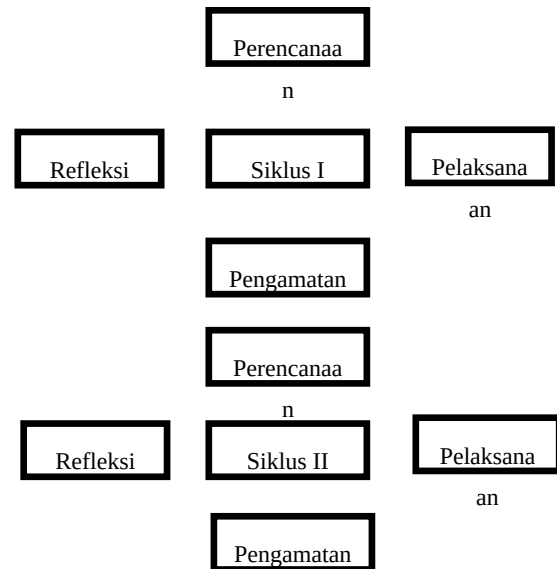 Perencanaa
n
Refleksi
Siklus I
Pelaksana
an
Pengamatan
Perencanaa
n
Refleksi
Siklus II
Pelaksana
an
Pengamatan